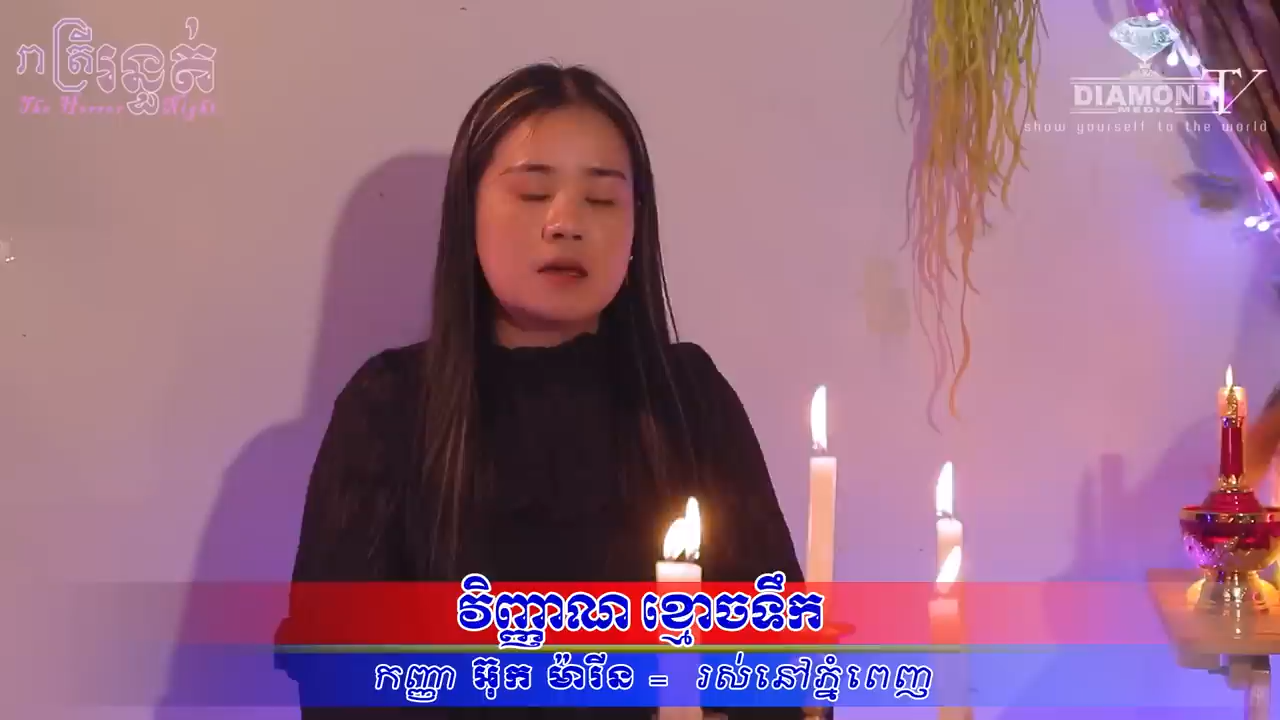 រាត្រីរន្ធត់
The Horror Night
DIAMOND TV
MEDIA
show yourself to the world
វិញ្ញាណ ខ្មោចទឹក
កញ្ញា អ៊ុក ម៉ារីន = រស់នៅភ្នំពេញ